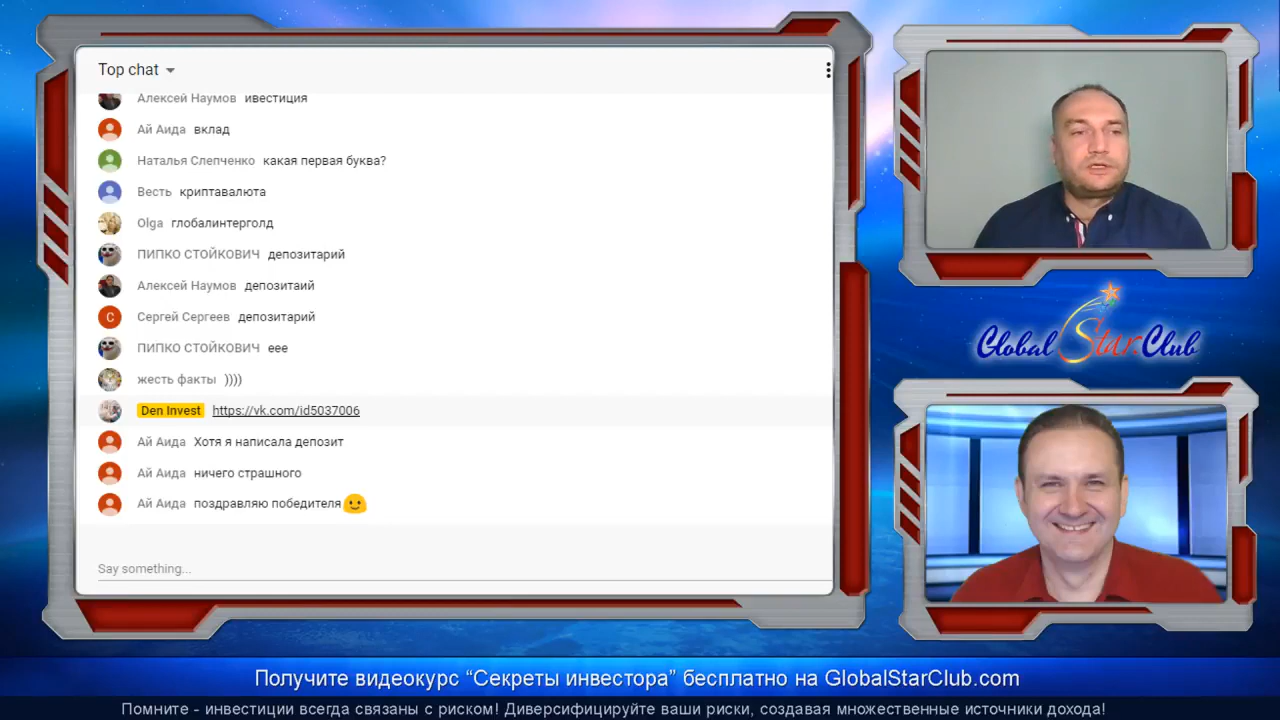 Top chat
Алексей Наумов ивестиция
Ай Аида вклад
Наталья Слепченко какая первая буква?
Весть криптавалюта
Olga глобалинтерголд
ПИПКО СТОЙКОВИЧ депозитарий
Алексей Наумов депозитаий
С Сергей Сергеев депозитарий
ПИПКО СТОЙКОВИЧ еее
жесть факты ))))
Den Invest https://vk.com/id5037006
Ай Аида Хотя я написала депозит
Ай Аида ничего страшного
Ай Аида поздравляю победителя
Say something...
Global Star Club
Получите видеокурс “Секреты инвестора” бесплатно на GlobalStarClub.com
Помните - инвестиции всегда связаны с риском! Диверсифицируйте ваши риски, создавая множественные источники дохода!